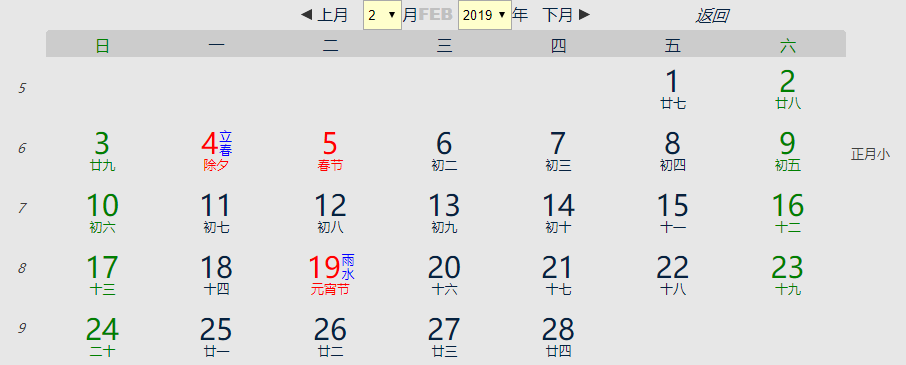 ◀ 上月 2 月FEB 2019 年 下月 ▶ 返回
日 一 二 三 四 五 六
5 1 2
廿七 廿八
6 3 4 立春 5 6 7 8 9 正月小
廿九 除夕 春节 初二 初三 初四 初五
7 10 11 12 13 14 15 16
初六 初七 初八 初九 初十 十一 十二
8 17 18 19 雨水 20 21 22 23
十三 十四 元宵节 十六 十七 十八 十九
9 24 25 26 27 28
二十 廿一 廿二 廿三 廿四